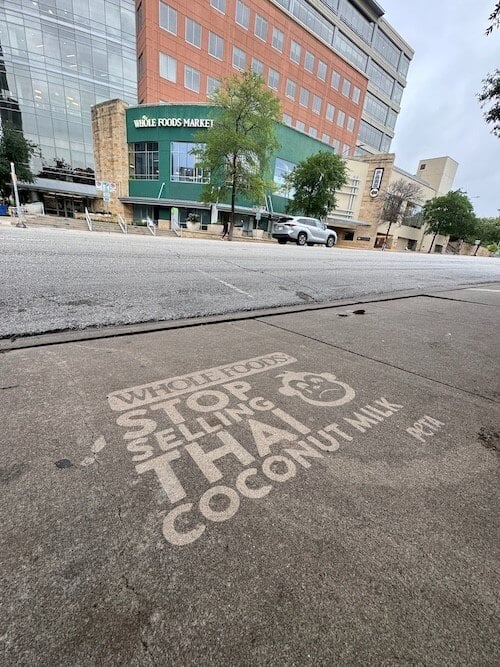 WHOLE FOODS MARKET
WHOLE FOODS
STOP
SELLING
THAI
COCONUT MILK
PETA